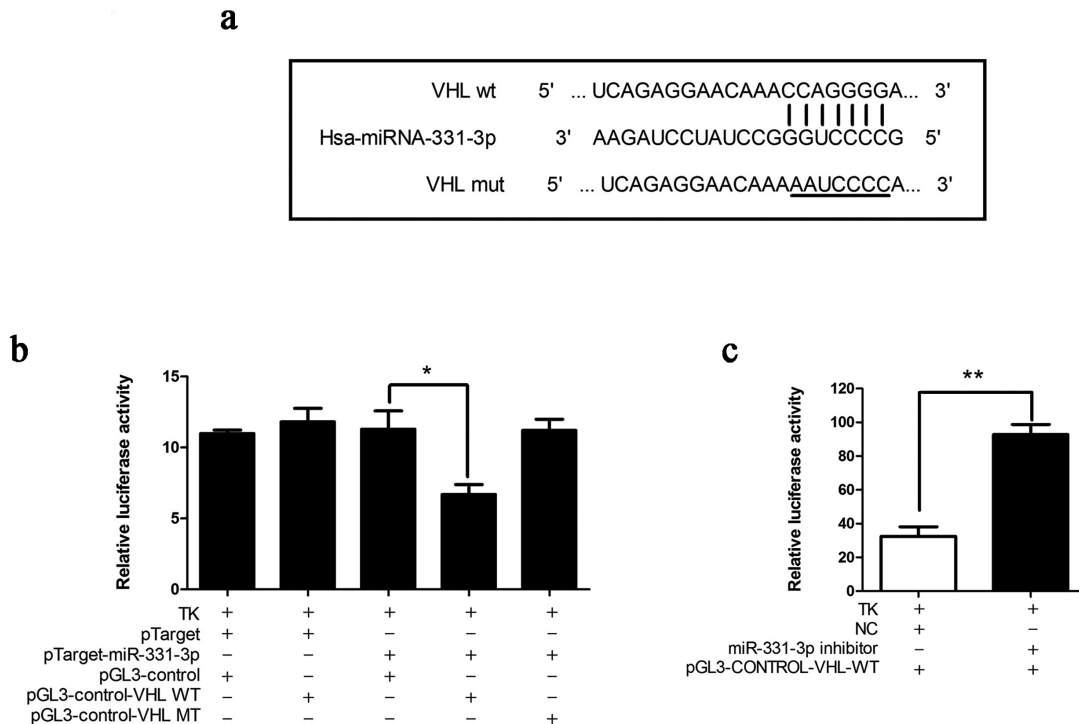 a
VHL wt 5' ... UCAGAGGAACAAACCAGGGGA... 3'
Hsa-miRNA-331-3p 3' AAGAUCCUAUCCGGGUCCCCG 5'
VHL mut 5' ... UCAGAGGAACAAAAAUCCCCA... 3'
b
Relative luciferase activity
15
10
5
0
*
TK + + + + +
pTarget + + – – –
pTarget-miR-331-3p – – + + +
pGL3-control + – + – –
pGL3-control-VHL WT – + – + –
pGL3-control-VHL MT – – – – +
c
Relative luciferase activity
120
100
80
60
40
20
0
**
TK + +
NC + –
miR-331-3p inhibitor – +
pGL3-CONTROL-VHL-WT + +